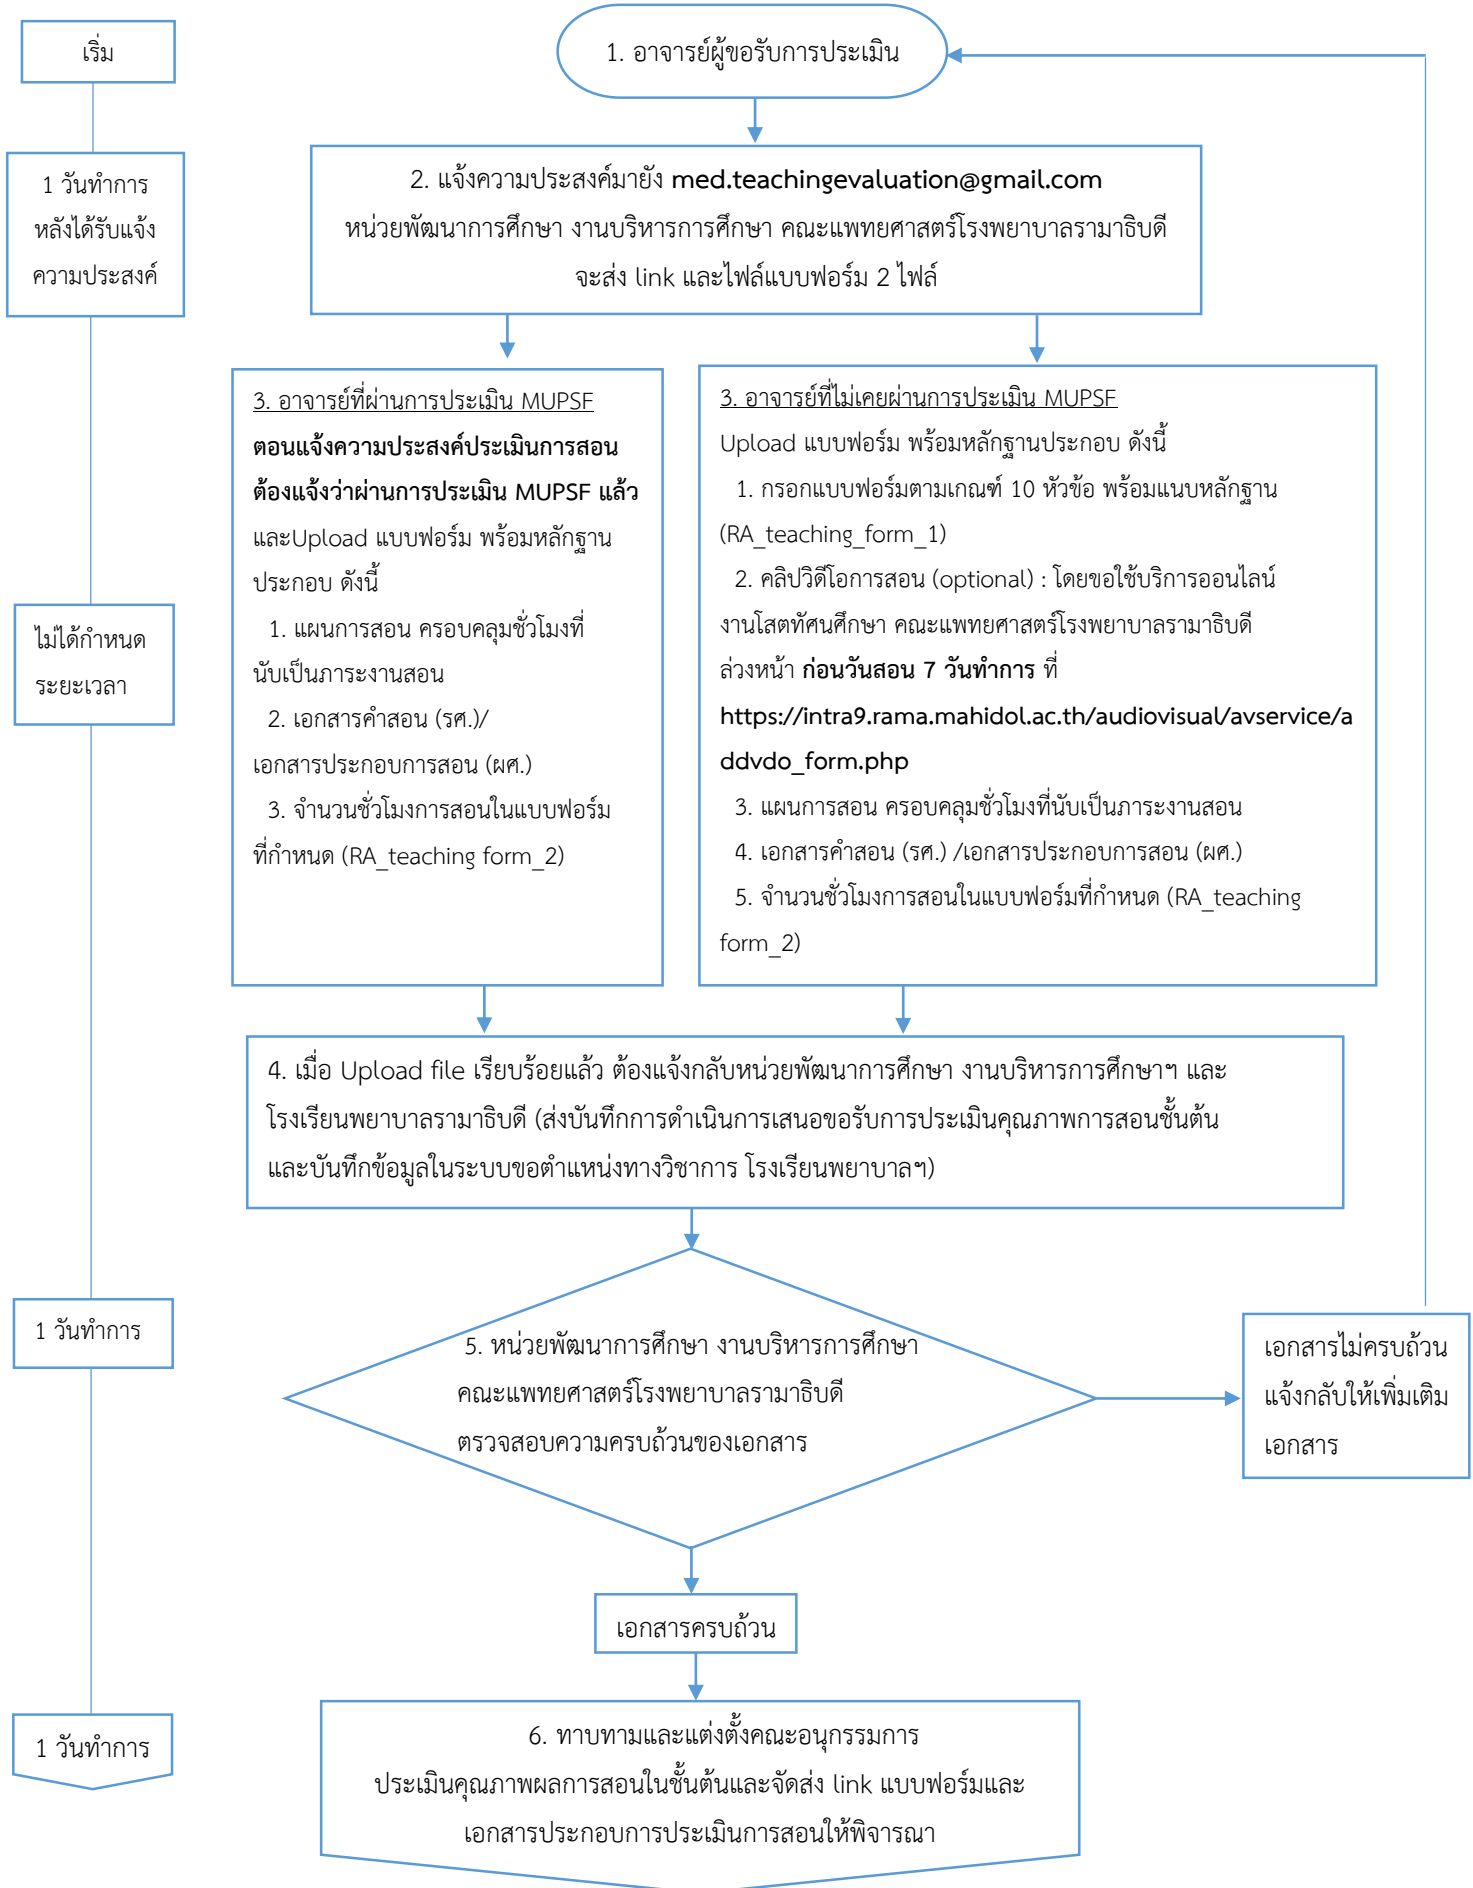 เริ่ม
1. อาจารย์ผู้ขอรับการประเมิน
1 วันทำการ
หลังได้รับแจ้ง
ความประสงค์
2. แจ้งความประสงค์มายัง med.teachingevaluation@gmail.com
หน่วยพัฒนาการศึกษา งานบริหารการศึกษา คณะแพทยศาสตร์โรงพยาบาลรามาธิบดี
จะส่ง link และไฟล์แบบฟอร์ม 2 ไฟล์
3. อาจารย์ที่ผ่านการประเมิน MUPSF
ตอนแจ้งความประสงค์ประเมินการสอน
ต้องแจ้งว่าผ่านการประเมิน MUPSF แล้ว
และUpload แบบฟอร์ม พร้อมหลักฐาน
ประกอบ ดังนี้
1. แผนการสอน ครอบคลุมชั่วโมงที่
นับเป็นภาระงานสอน
2. เอกสารคำสอน (รศ.)/
เอกสารประกอบการสอน (ผศ.)
3. จำนวนชั่วโมงการสอนในแบบฟอร์ม
ที่กำหนด (RA_teaching form_2)
3. อาจารย์ที่ไม่เคยผ่านการประเมิน MUPSF
Upload แบบฟอร์ม พร้อมหลักฐานประกอบ ดังนี้
1. กรอกแบบฟอร์มตามเกณฑ์ 10 หัวข้อ พร้อมแนบหลักฐาน
(RA_teaching_form_1)
2. คลิปวิดีโอการสอน (optional) : โดยขอใช้บริการออนไลน์
งานโสตทัศนศึกษา คณะแพทยศาสตร์โรงพยาบาลรามาธิบดี
ล่วงหน้า ก่อนวันสอน 7 วันทำการ ที่
https://intra9.rama.mahidol.ac.th/audiovisual/avservice/a
ddvdo_form.php
3. แผนการสอน ครอบคลุมชั่วโมงที่นับเป็นภาระงานสอน
4. เอกสารคำสอน (รศ.) /เอกสารประกอบการสอน (ผศ.)
5. จำนวนชั่วโมงการสอนในแบบฟอร์มที่กำหนด (RA_teaching
form_2)
ไม่ได้กำหนด
ระยะเวลา
4. เมื่อ Upload file เรียบร้อยแล้ว ต้องแจ้งกลับหน่วยพัฒนาการศึกษา งานบริหารการศึกษาฯ และ
โรงเรียนพยาบาลรามาธิบดี (ส่งบันทึกการดำเนินการเสนอขอรับการประเมินคุณภาพการสอนชั้นต้น
และบันทึกข้อมูลในระบบขอตำแหน่งทางวิชาการ โรงเรียนพยาบาลฯ)
1 วันทำการ
5. หน่วยพัฒนาการศึกษา งานบริหารการศึกษา
คณะแพทยศาสตร์โรงพยาบาลรามาธิบดี
ตรวจสอบความครบถ้วนของเอกสาร
เอกสารไม่ครบถ้วน
แจ้งกลับให้เพิ่มเติม
เอกสาร
เอกสารครบถ้วน
1 วันทำการ
6. ทาบทามและแต่งตั้งคณะอนุกรรมการ
ประเมินคุณภาพผลการสอนในชั้นต้นและจัดส่ง link แบบฟอร์มและ
เอกสารประกอบการประเมินการสอนให้พิจารณา